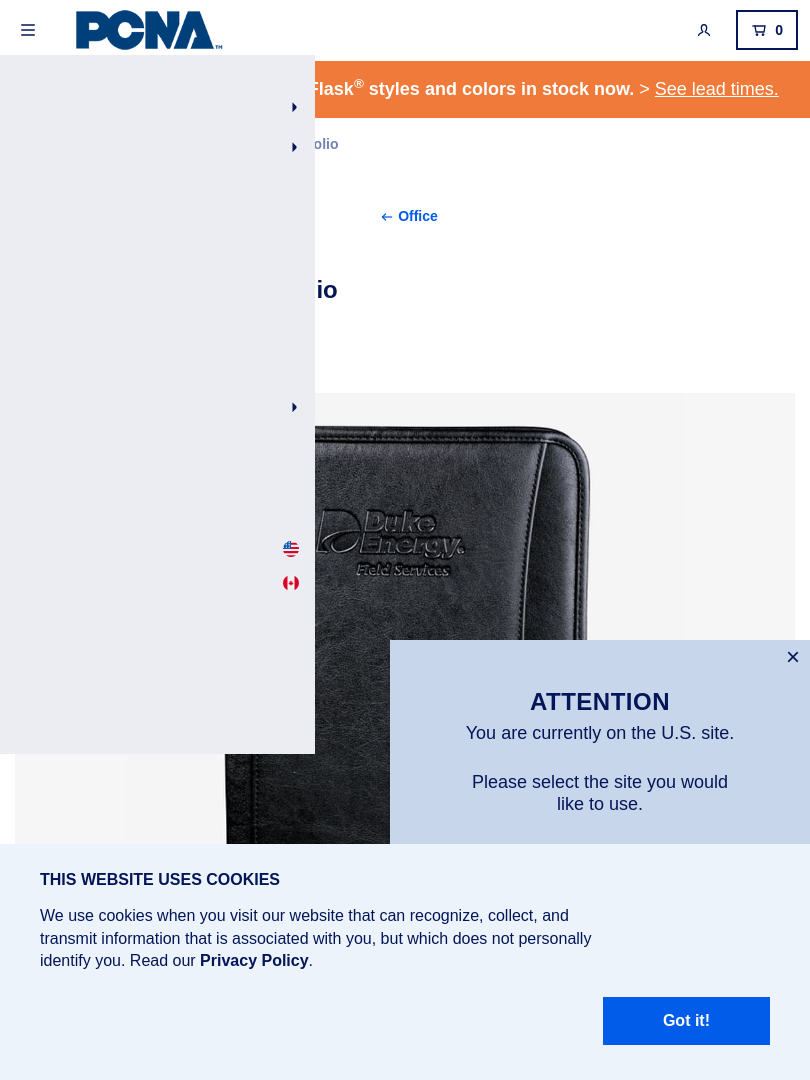 PCNA™
0
Flask® styles and colors in stock now. > See lead times.
olio
← Office
io
Duke
Energy®
Field Services
ATTENTION
You are currently on the U.S. site.
Please select the site you would
like to use.
THIS WEBSITE USES COOKIES
We use cookies when you visit our website that can recognize, collect, and
transmit information that is associated with you, but which does not personally
identify you. Read our Privacy Policy.
Got it!